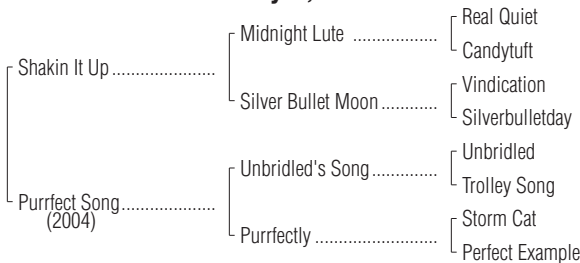 Real Quiet
Midnight Lute ..................
Candytuft
Shakin It Up......................
Vindication
Silver Bullet Moon............
Silverbulletday
Unbridled
Unbridled's Song..............
Trolley Song
Purrfect Song....................
(2004)
Storm Cat
Purrfectly ..........................
Perfect Example